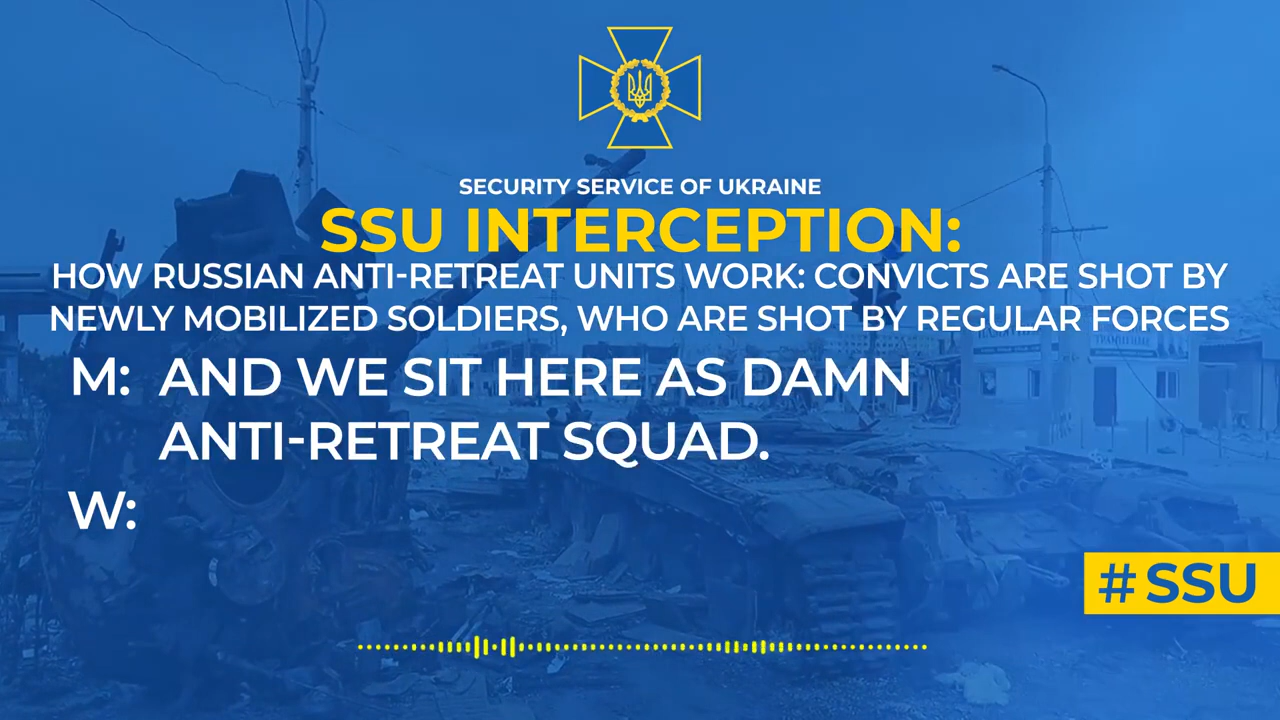 SECURITY SERVICE OF UKRAINE
SSU INTERCEPTION:
HOW RUSSIAN ANTI-RETREAT UNITS WORK: CONVICTS ARE SHOT BY
NEWLY MOBILIZED SOLDIERS, WHO ARE SHOT BY REGULAR FORCES
M: AND WE SIT HERE AS DAMN
ANTI-RETREAT SQUAD.
W:
# SSU